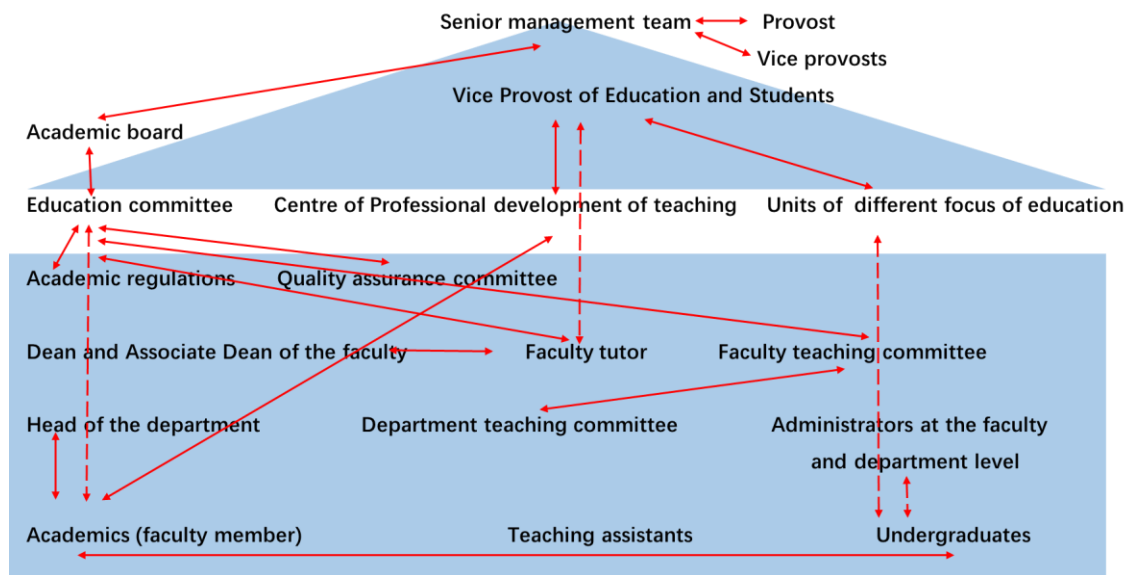 Senior management team
Provost
Vice provosts
Vice Provost of Education and Students
Academic board
Education committee
Centre of Professional development of teaching
Units of different focus of education
Academic regulations
Quality assurance committee
Dean and Associate Dean of the faculty
Faculty tutor
Faculty teaching committee
Head of the department
Department teaching committee
Administrators at the faculty
and department level
Academics (faculty member)
Teaching assistants
Undergraduates